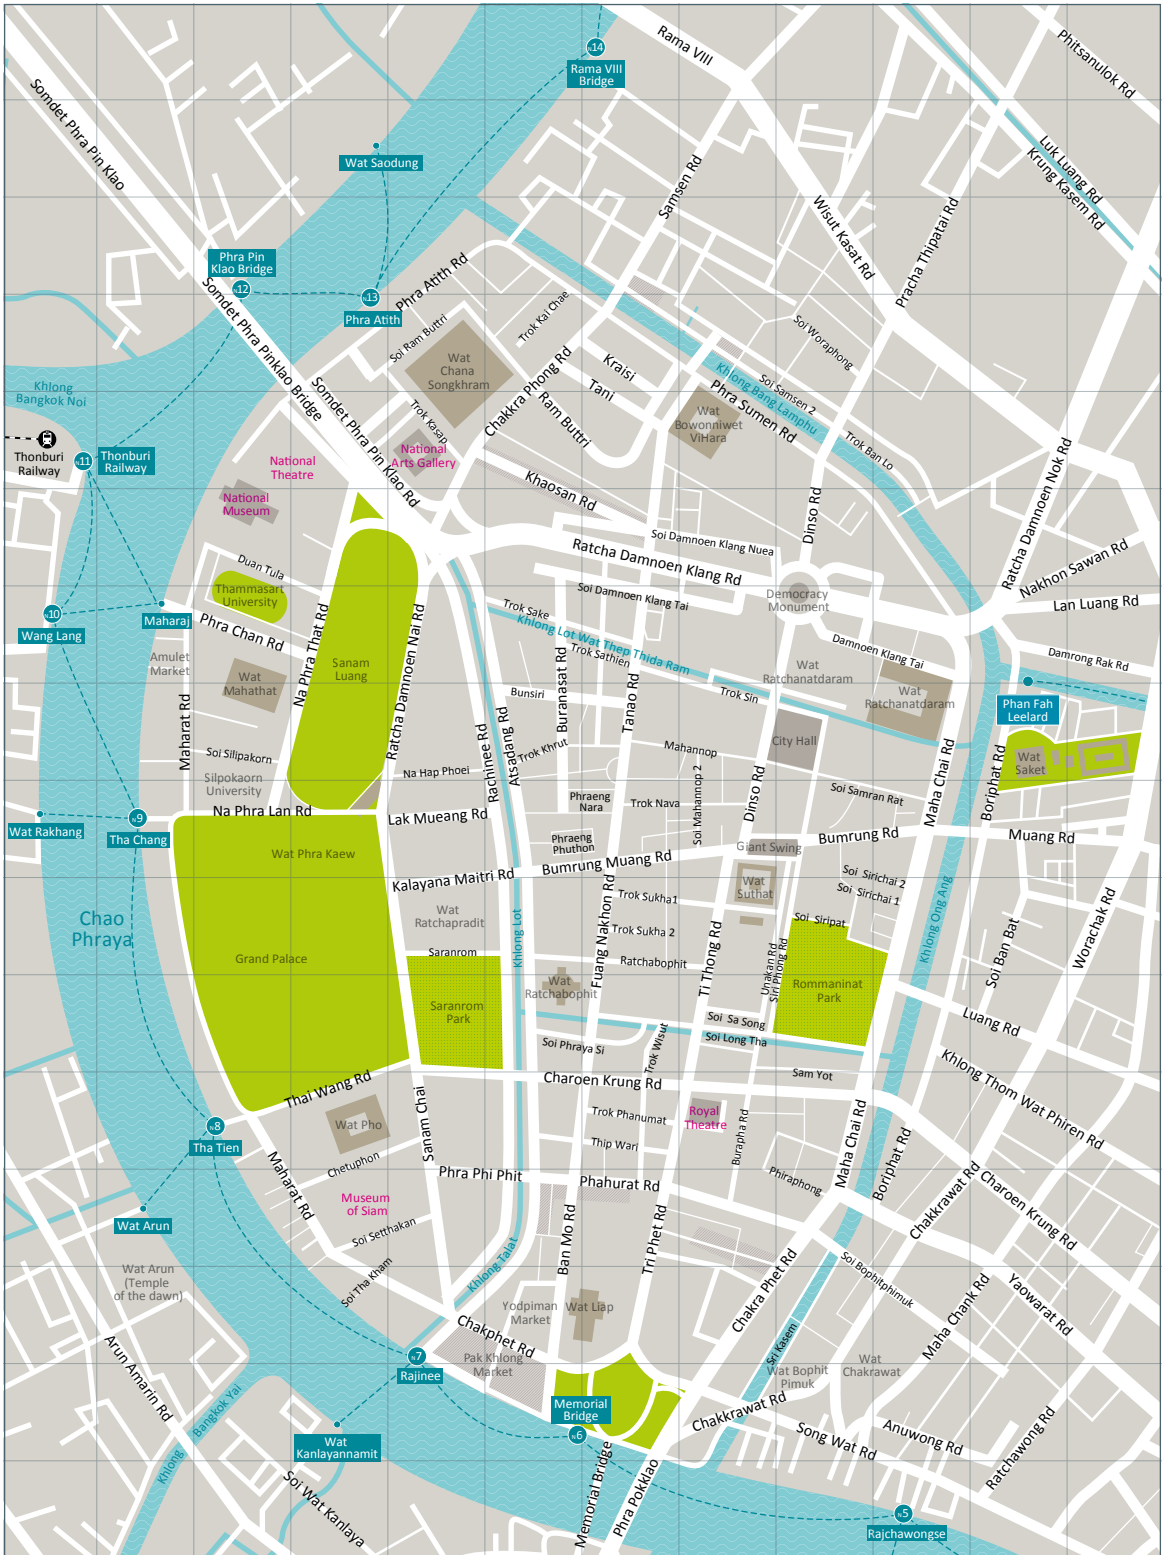 Rama VIII
N14
Rama VIII
Bridge
Phitsanulok Rd
Somdet Phra Pin Klao
Wat Saodung
Luk Luang Rd
Krung Kasem Rd
Samsen Rd
Wisut Kasat Rd
Pracha Thipatai Rd
Phra Pin
Klao Bridge
N12
N13
Phra Atith
Phra Atith Rd
Somdet Phra Pinklao Bridge
Soi Ram Buttri
Trok Kai Chae
Soi Woraphong
Wat
Chana
Songkhram
Chakkra Phong Rd
Kraisi
Tani
Ram Buttri
Khlong Bang Lamphu
Soi Samsen 2
Phra Sumen Rd
Khlong
Bangkok Noi
Somdet Phra Pin Klao Rd
Trok Kasap
Wat
Bowonniwet
ViHara
Trok Ban Lo
Thonburi
Railway
N11
Thonburi
Railway
National
Theatre
National
Arts Gallery
National
Museum
Khaosan Rd
Dinso Rd
Ratcha Damnoen Nok Rd
Soi Damnoen Klang Nuea
Ratcha Damnoen Klang Rd
Nakhon Sawan Rd
Lan Luang Rd
Duan Tula
Thammasart
University
Soi Damnoen Klang Tai
Democracy
Monument
N10
Wang Lang
Maharaj
Phra Chan Rd
Na Phra That Rd
Ratcha Damnoen Nai Rd
Trok Sake
Khlong Lot Wat Thep Thida Ram
Trok Sathien
Damnoen Klang Tai
Damrong Rak Rd
Amulet
Market
Wat
Mahathat
Sanam
Luang
Wat
Ratchanatdaram
Wat
Ratchanatdaram
Phan Fah
Leelard
Bunsiri
Buranasat Rd
Tanao Rd
Trok Sin
Maharat Rd
Soi Silipakorn
Silpokaorn
University
Rachinee Rd
Atsadang Rd
Trok Khrut
Mahannop
City Hall
Wat
Saket
Na Hap Phoei
Soi Mahannop 2
Dinso Rd
Soi Samran Rat
Maha Chai Rd
Boriphat Rd
Phraeng
Nara
Trok Nava
Wat Rakhang
N9
Tha Chang
Na Phra Lan Rd
Lak Mueang Rd
Bumrung Rd
Muang Rd
Phraeng
Phuthon
Giant Swing
Wat Phra Kaew
Bumrung Muang Rd
Kalayana Maitri Rd
Wat
Suthat
Soi Sirichai 2
Soi Sirichai 1
Trok Sukha1
Fuang Nakhon Rd
Chao
Phraya
Wat
Ratchapradit
Khlong Lot
Soi Siripat
Khlong Ong Ang
Worachak Rd
Trok Sukha 2
Saranrom
Ratchabophit
Ti Thong Rd
Unakan Rd
Siri Phong Rd
Soi Ban Bat
Grand Palace
Wat
Ratchabophit
Rommaninat
Park
Saranrom
Park
Soi Sa Song
Soi Long Tha
Luang Rd
Soi Phraya Si
Trok Wisut
Khlong Thom Wat Phiren Rd
Thai Wang Rd
Charoen Krung Rd
Sam Yot
Sanam Chai
Royal
Theatre
Burapha Rd
N8
Tha Tien
Wat Pho
Trok Phanumat
Thip Wari
Maha Chai Rd
Boriphat Rd
Chetuphon
Maharat Rd
Phra Phi Phit
Phahurat Rd
Phiraphong
Chakkrawat Rd
Charoen Krung Rd
Wat Arun
Museum
of Siam
Soi Setthakan
Ban Mo Rd
Tri Phet Rd
Chakra Phet Rd
Soi Bophitphimuk
Wat Arun
(Temple
of the dawn)
Soi Tha Kham
Khlong Talat
Yaowarat Rd
Maha Chank Rd
Yodpiman
Market
Wat Liap
Arun Amarin Rd
Chakphet Rd
Sri Kasem
Wat Bophit
Pimuk
Wat
Chakrawat
N7
Rajinee
Pak Khlong
Market
Memorial
Bridge
Chakkrawat Rd
Khlong Bangkok Yai
Wat
Kanlayannamit
N6
Song Wat Rd
Anuwong Rd
Ratchawong Rd
Soi Wat Kanlaya
Memorial Bridge
Phra Pokklao
N5
Rajchawongse